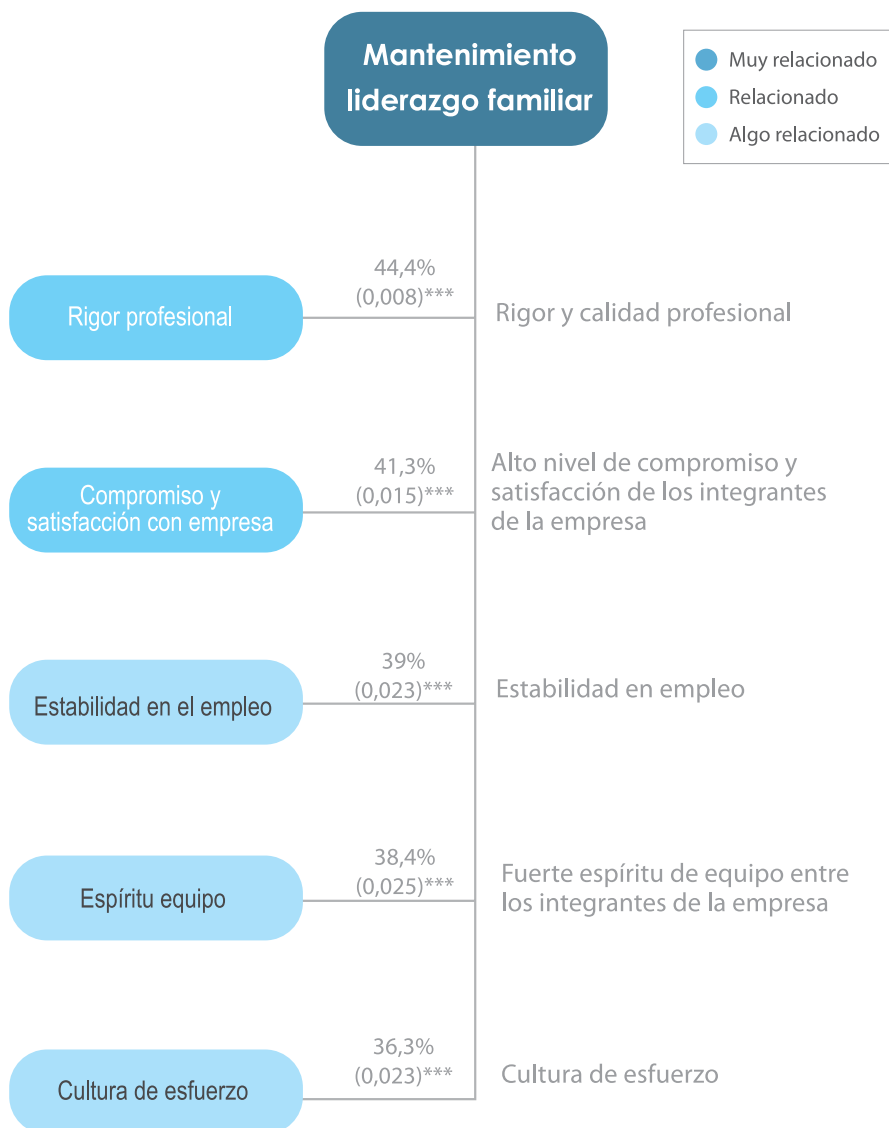 Mantenimiento
liderazgo familiar
Muy relacionado
Relacionado
Algo relacionado
44,4%
(0,008)***
Rigor profesional
Rigor y calidad profesional
41,3%
(0,015)***
Compromiso y
satisfacción con empresa
Alto nivel de compromiso y
satisfacción de los integrantes
de la empresa
39%
(0,023)***
Estabilidad en el empleo
Estabilidad en empleo
38,4%
(0,025)***
Espíritu equipo
Fuerte espíritu de equipo entre
los integrantes de la empresa
36,3%
(0,023)***
Cultura de esfuerzo
Cultura de esfuerzo